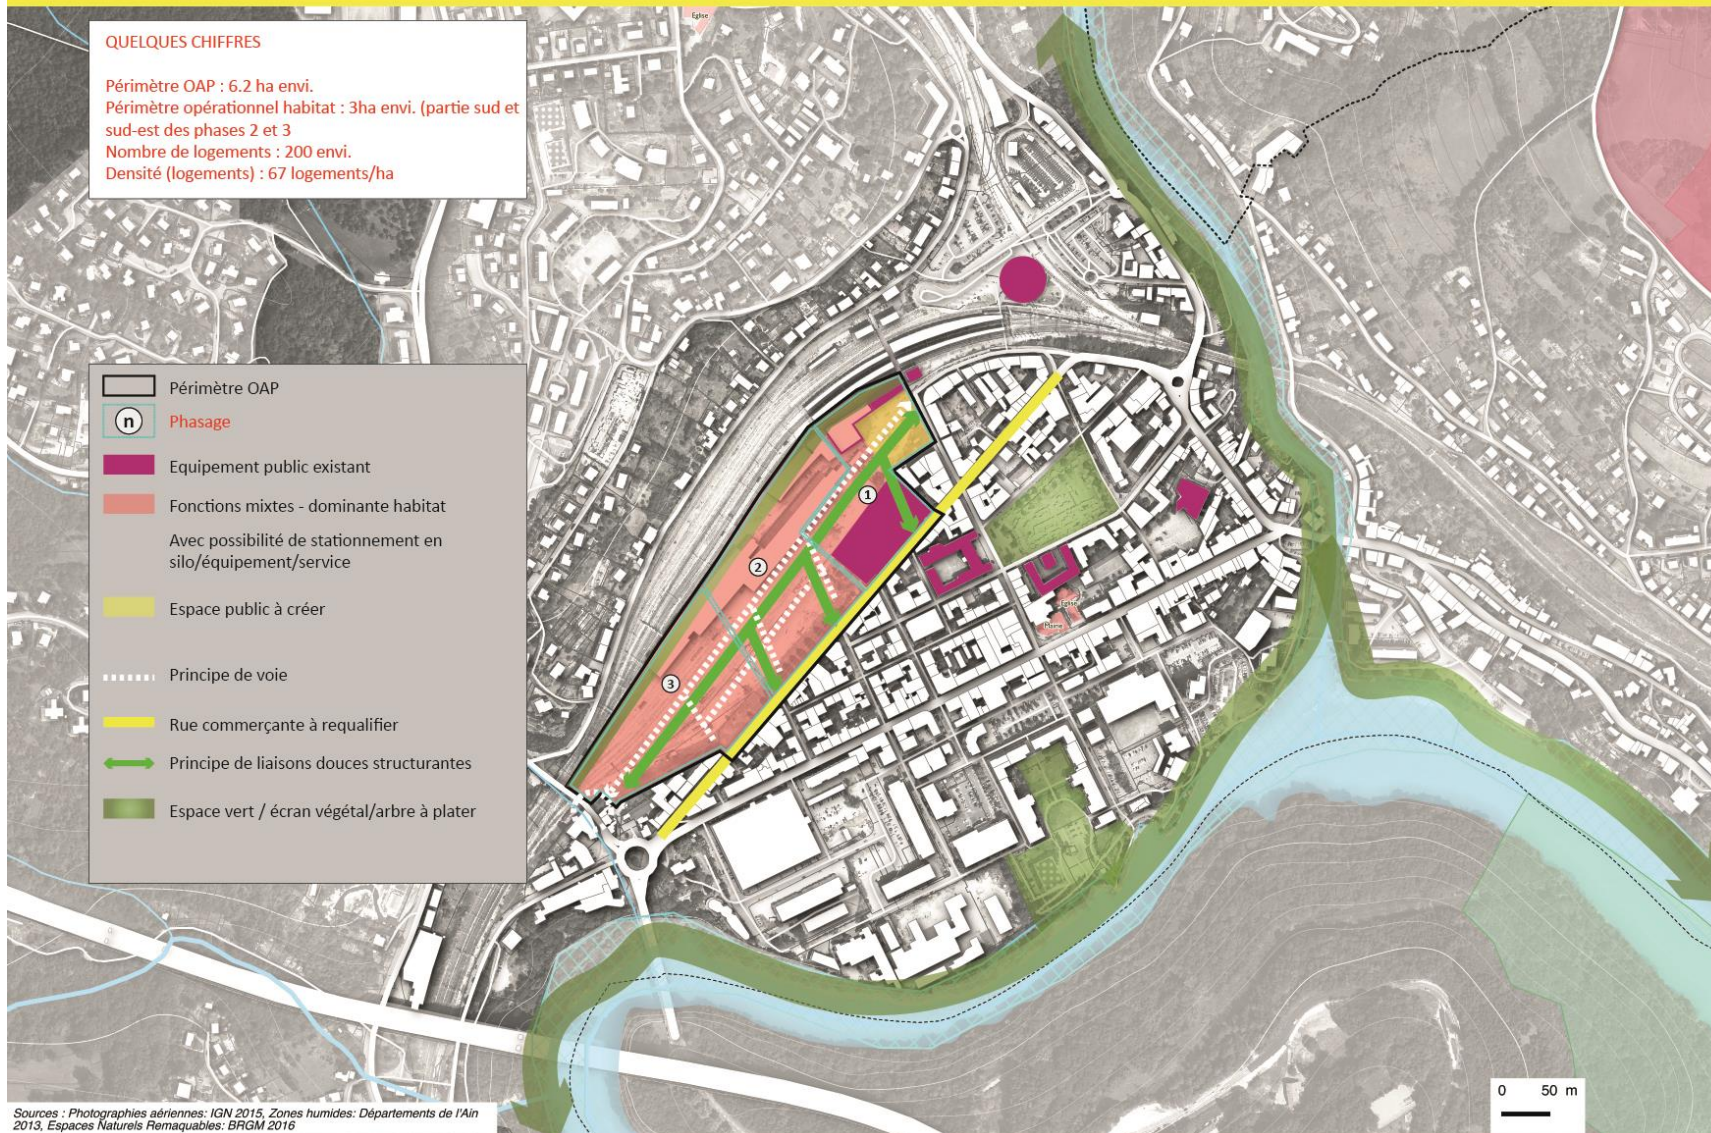 Eglise
QUELQUES CHIFFRES
Périmètre OAP : 6.2 ha envi.
Périmètre opérationnel habitat : 3ha envi. (partie sud et
sud-est des phases 2 et 3
Nombre de logements : 200 envi.
Densité (logements) : 67 logements/ha
Périmètre OAP
n
Phasage
Equipement public existant
Fonctions mixtes - dominante habitat
Avec possibilité de stationnement en
silo/équipement/service
Espace public à créer
Principe de voie
Rue commerçante à requalifier
Principe de liaisons douces structurantes
Espace vert / écran végétal/arbre à plater
1
2
3
Eglise
0 50 m
Sources : Photographies aériennes: IGN 2015, Zones humides: Départements de l'Ain
2013, Espaces Naturels Remaquables: BRGM 2016